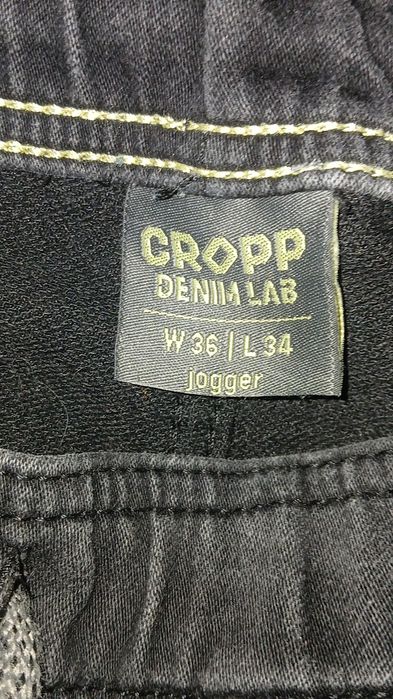 CROPP
DENIM LAB
W 36 / L 34
jogger